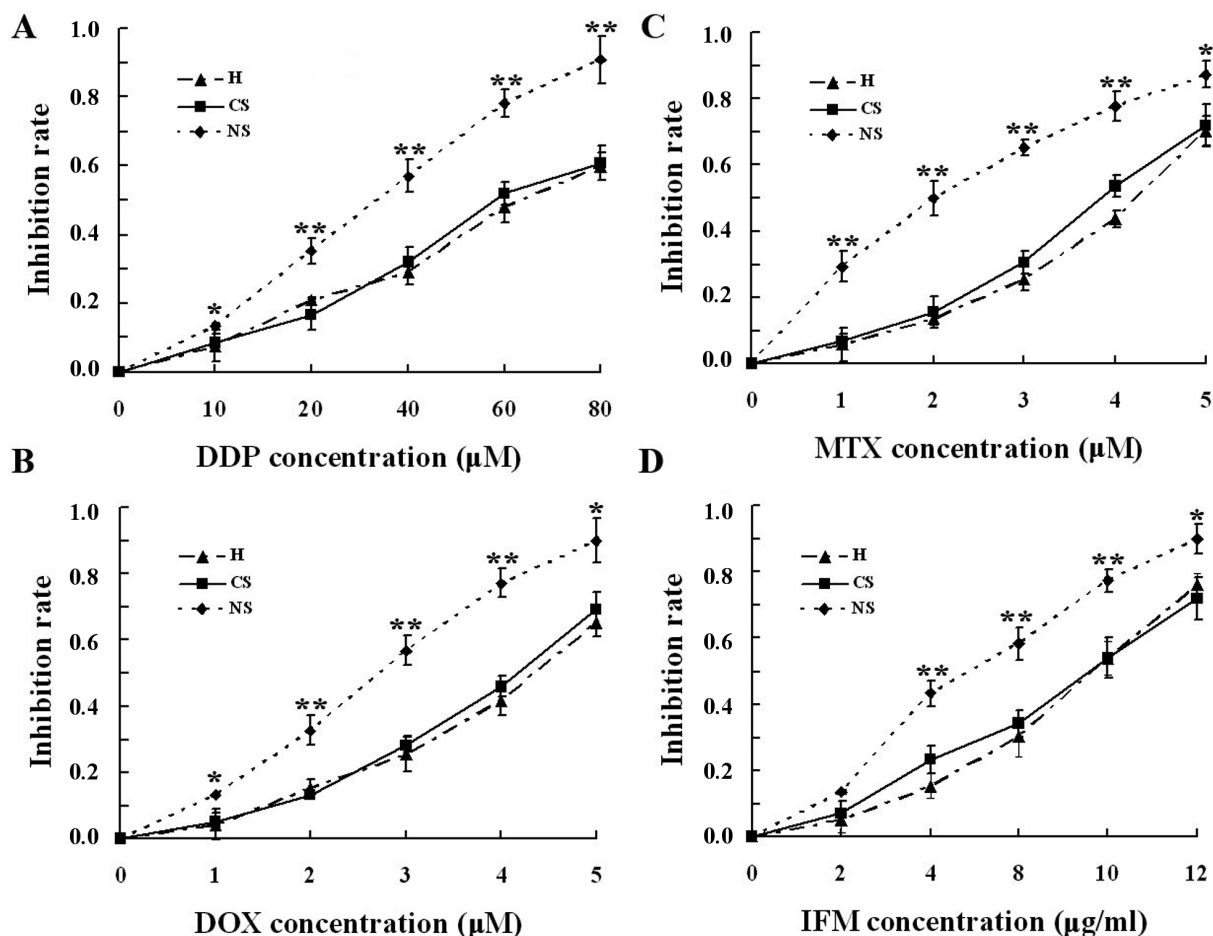 A
Inhibition rate
1.0
0.8
0.6
0.4
0.2
0.0
H
CS
NS
* ** ** ** **
0 10 20 40 60 80
DDP concentration (μM)
C
Inhibition rate
1.0
0.8
0.6
0.4
0.2
0.0
H
CS
NS
** ** ** ** *
0 1 2 3 4 5
MTX concentration (μM)
B
Inhibition rate
1.0
0.8
0.6
0.4
0.2
0.0
H
CS
NS
* ** ** ** *
0 1 2 3 4 5
DOX concentration (μM)
D
Inhibition rate
1.0
0.8
0.6
0.4
0.2
0.0
H
CS
NS
** ** ** *
0 2 4 8 10 12
IFM concentration (μg/ml)